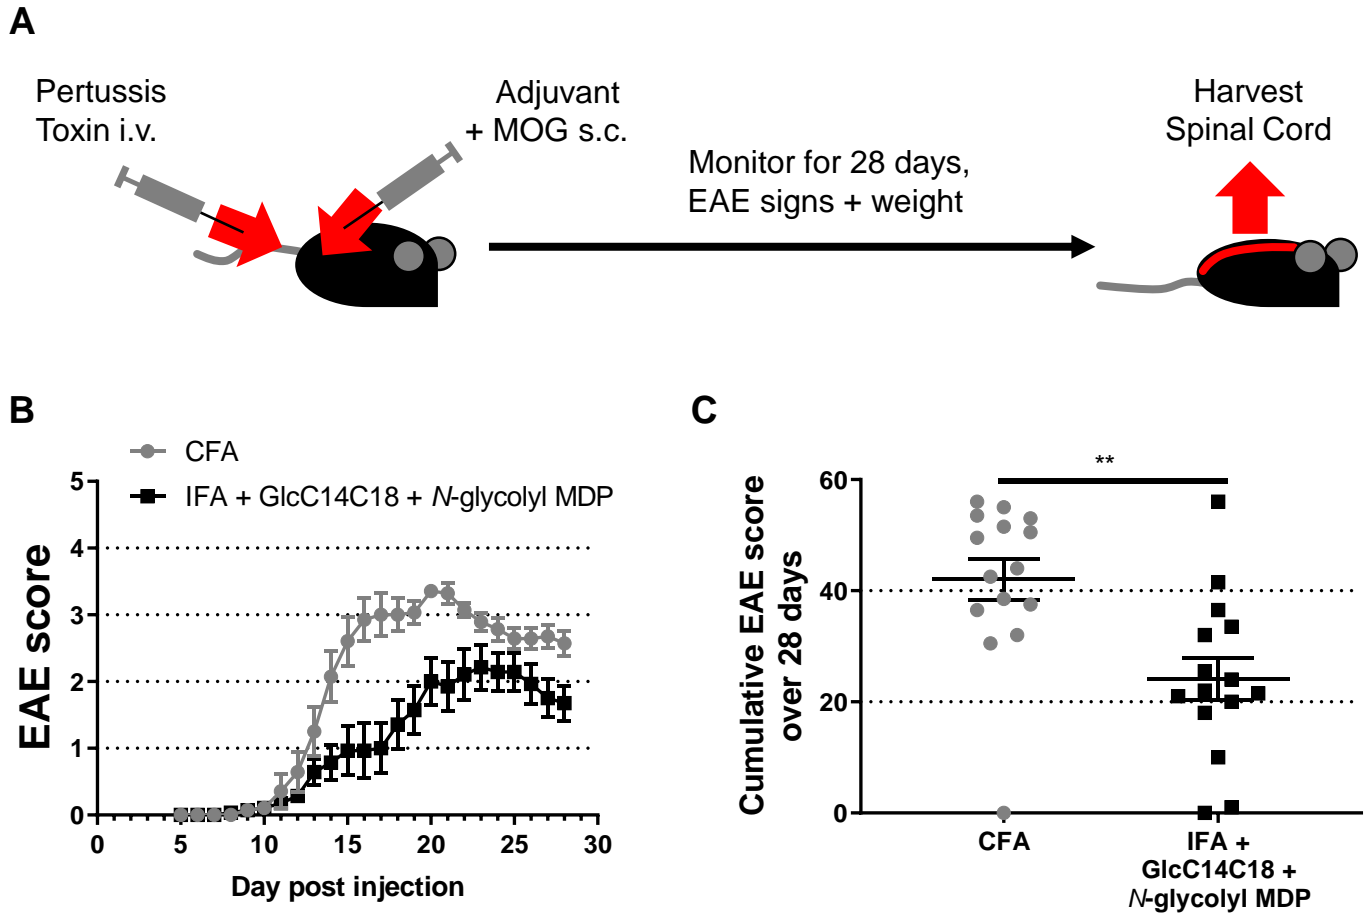 A
Pertussis
Toxin i.v.
Adjuvant
+ MOG s.c.
Monitor for 28 days,
EAE signs + weight
Harvest
Spinal Cord
B
CFA
IFA + GlcC14C18 + N-glycolyl MDP
EAE score
5
4
3
2
1
0
0
5
10
15
20
25
30
Day post injection
C
**
Cumulative EAE score
over 28 days
60
40
20
0
CFA
IFA +
GlcC14C18 +
N-glycolyl MDP